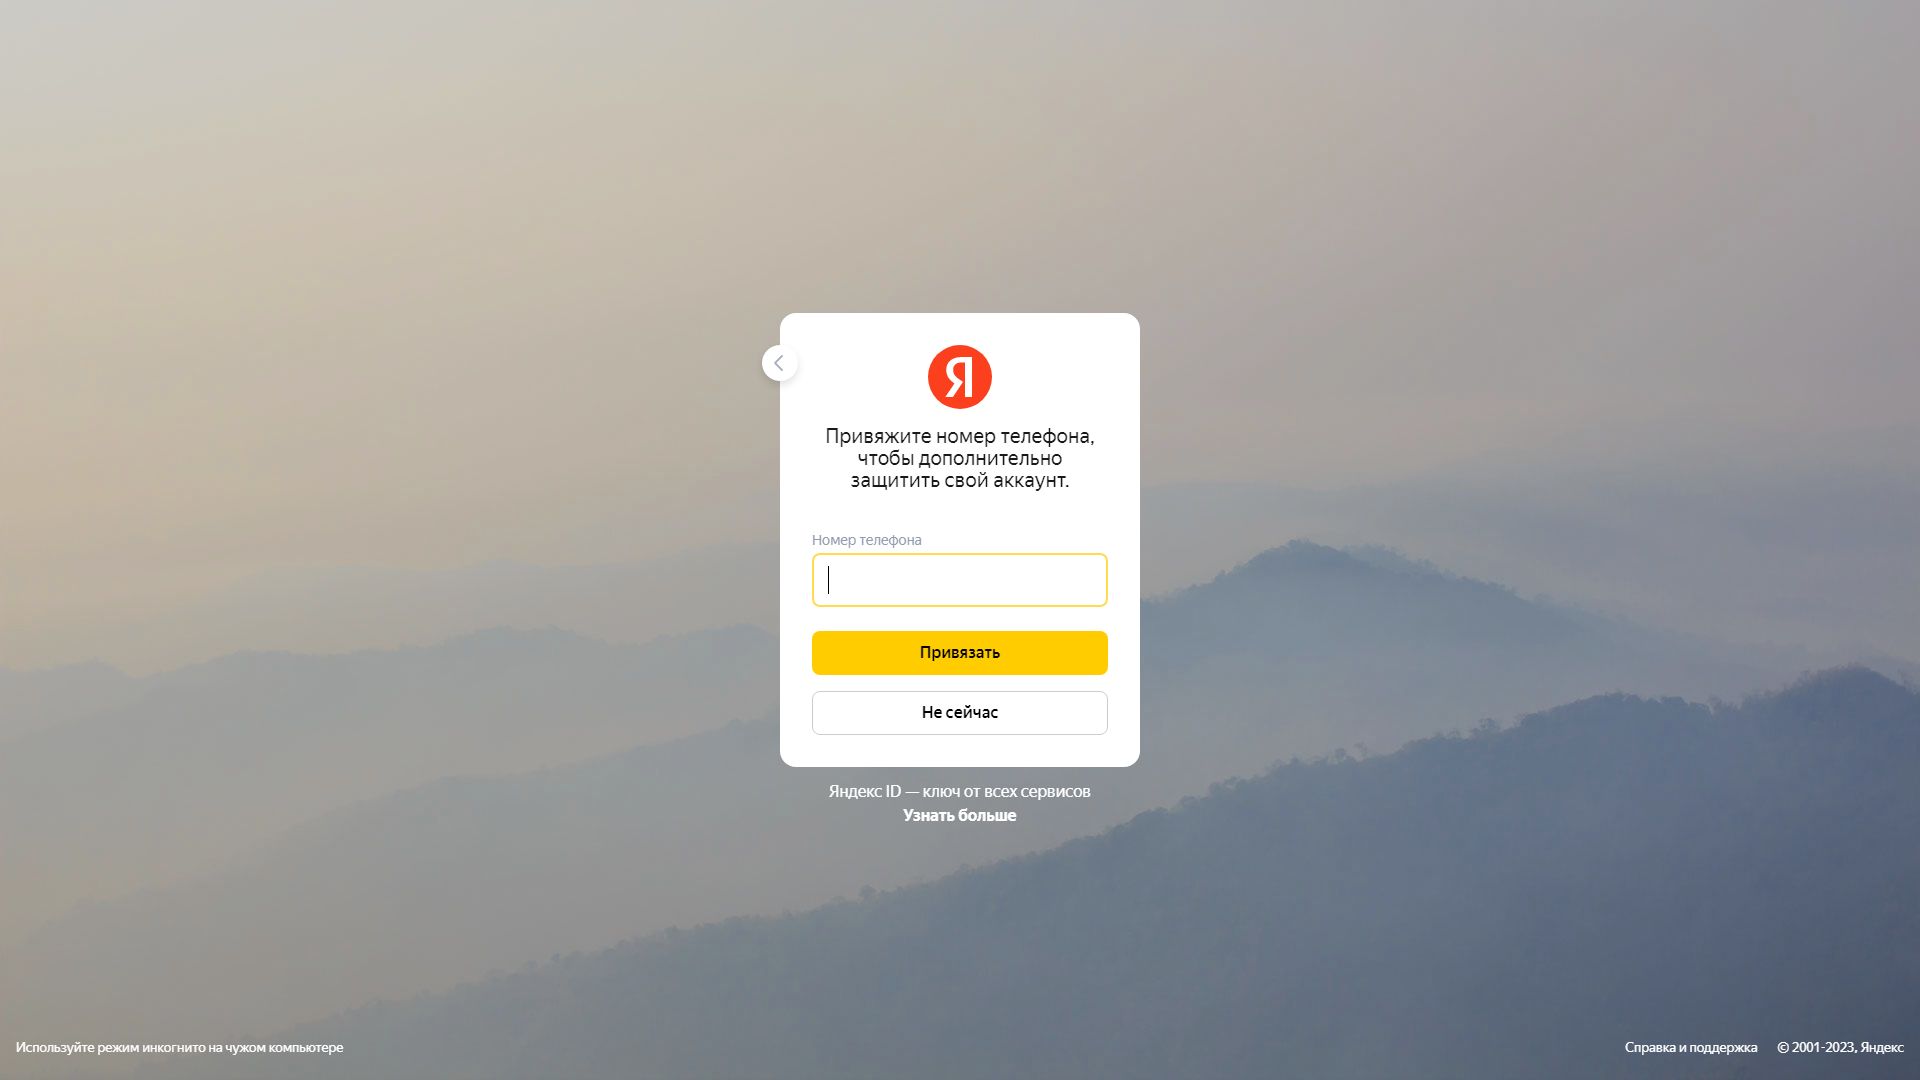 Я
Привяжите номер телефона,
чтобы дополнительно
защитить свой аккаунт.
Номер телефона
Привязать
Не сейчас
Яндекс ID — ключ от всех сервисов
Узнать больше
Используйте режим инкогнито на чужом компьютере
Справка и поддержка
© 2001-2023, Яндекс